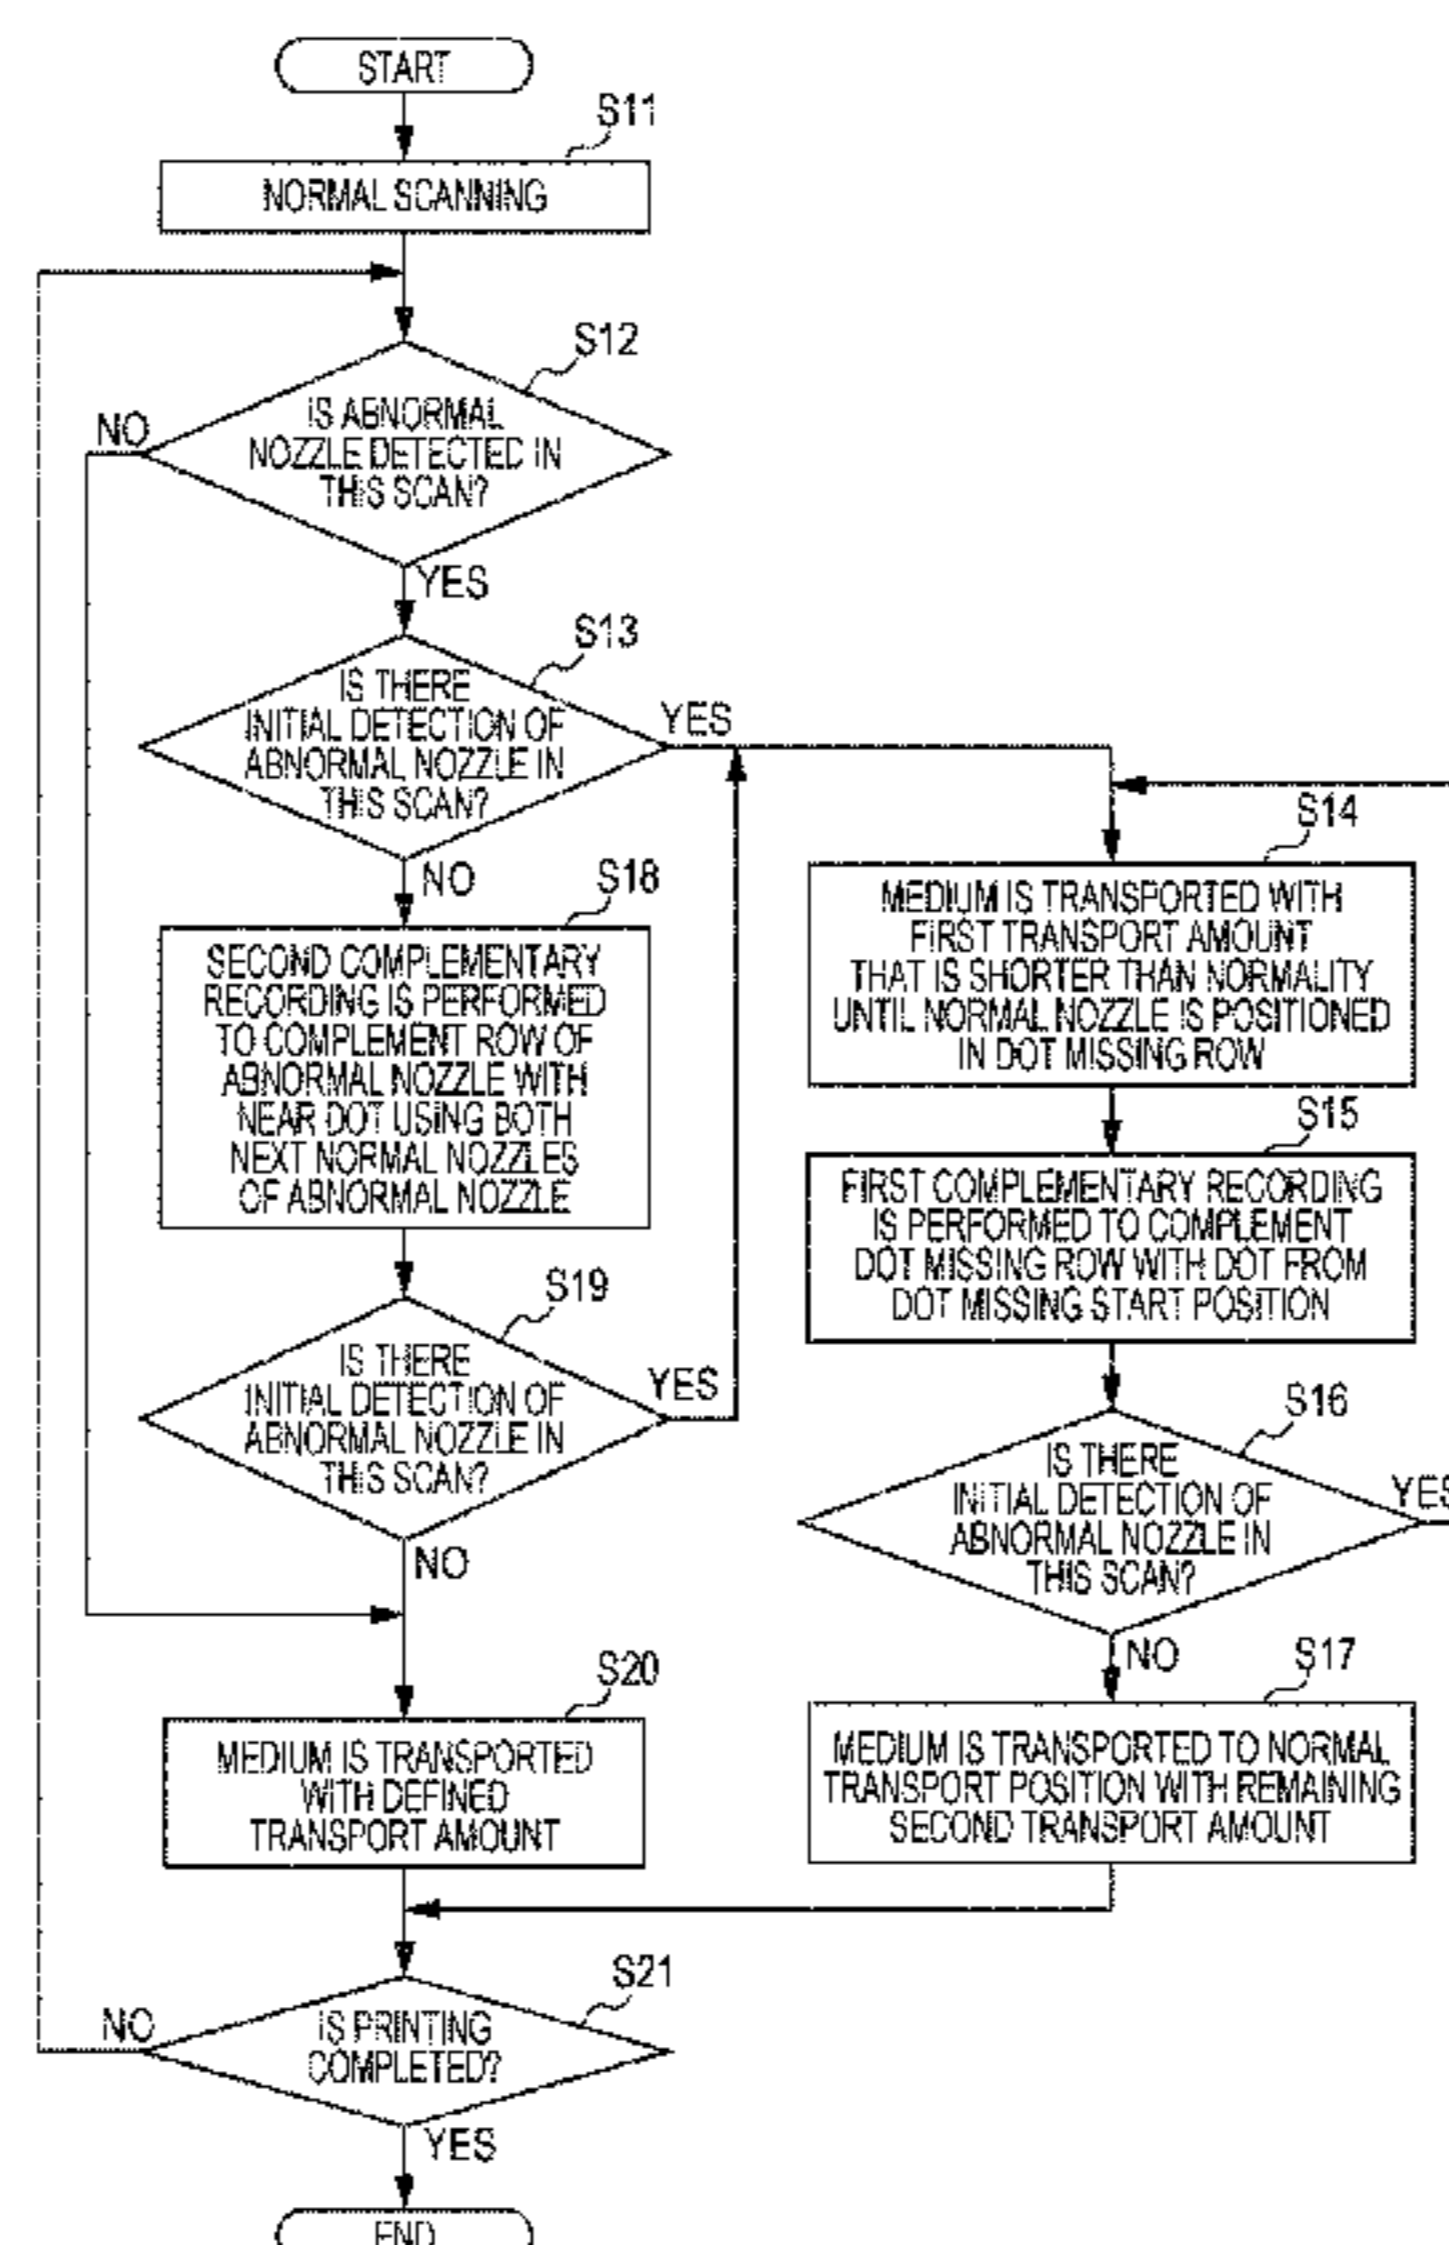 START
S11
NORMAL SCANNING
S12
IS ABNORMAL
NOZZLE DETECTED IN
THIS SCAN?
NO
YES
S13
IS THERE
INITIAL DETECTION OF
ABNORMAL NOZZLE IN
THIS SCAN?
YES
NO
S18
SECOND COMPLEMENTARY
RECORDING IS PERFORMED
TO COMPLEMENT ROW OF
ABNORMAL NOZZLE WITH
NEAR DOT USING BOTH
NEXT NORMAL NOZZLES
OF ABNORMAL NOZZLE
S19
IS THERE
INITIAL DETECTION OF
ABNORMAL NOZZLE IN
THIS SCAN?
YES
NO
S14
MEDIUM IS TRANSPORTED WITH
FIRST TRANSPORT AMOUNT
THAT IS SHORTER THAN NORMALITY
UNTIL NORMAL NOZZLE IS POSITIONED
IN DOT MISSING ROW
S15
FIRST COMPLEMENTARY RECORDING
IS PERFORMED TO COMPLEMENT
DOT MISSING ROW WITH DOT FROM
DOT MISSING START POSITION
S16
IS THERE
INITIAL DETECTION OF
ABNORMAL NOZZLE IN
THIS SCAN?
YES
NO
S17
MEDIUM IS TRANSPORTED TO NORMAL
TRANSPORT POSITION WITH REMAINING
SECOND TRANSPORT AMOUNT
S20
MEDIUM IS TRANSPORTED
WITH DEFINED
TRANSPORT AMOUNT
S21
IS PRINTING
COMPLETED?
NO
YES
END